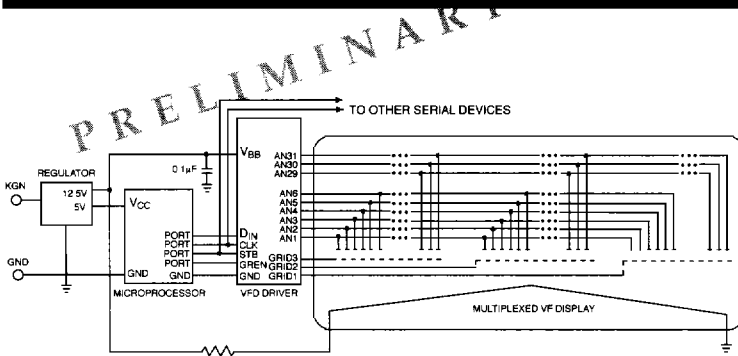 PRELIMINARY
TO OTHER SERIAL DEVICES
REGULATOR
KGN
12.5V
5V
GND
VCC
PORT
PORT
PORT
PORT
GND
GND
MICROPROCESSOR
0.1µF
VBB
DIN
CLK
STB
GREN
GND
VFD DRIVER
AN31
AN30
AN29
AN6
AN5
AN4
AN3
AN2
AN1
GRID3
GRID2
GRID1
MULTIPLEXED VF DISPLAY